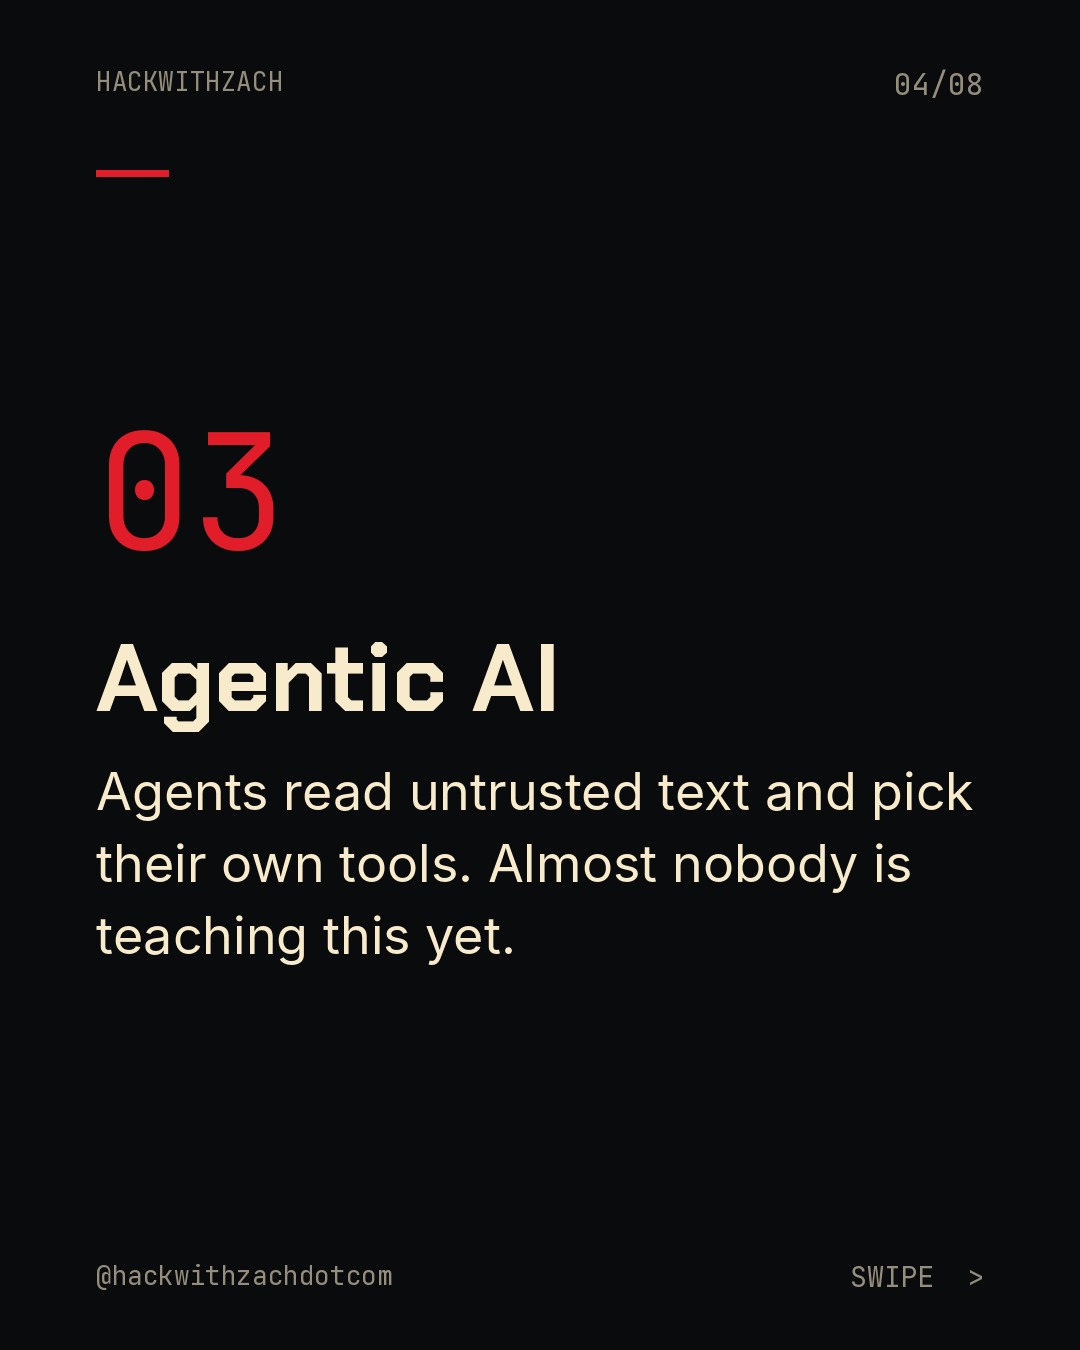 HACKWITHZACH
04/08
03
Agentic AI
Agents read untrusted text and pick
their own tools. Almost nobody is
teaching this yet.
@hackwithzachdotcom
SWIPE >